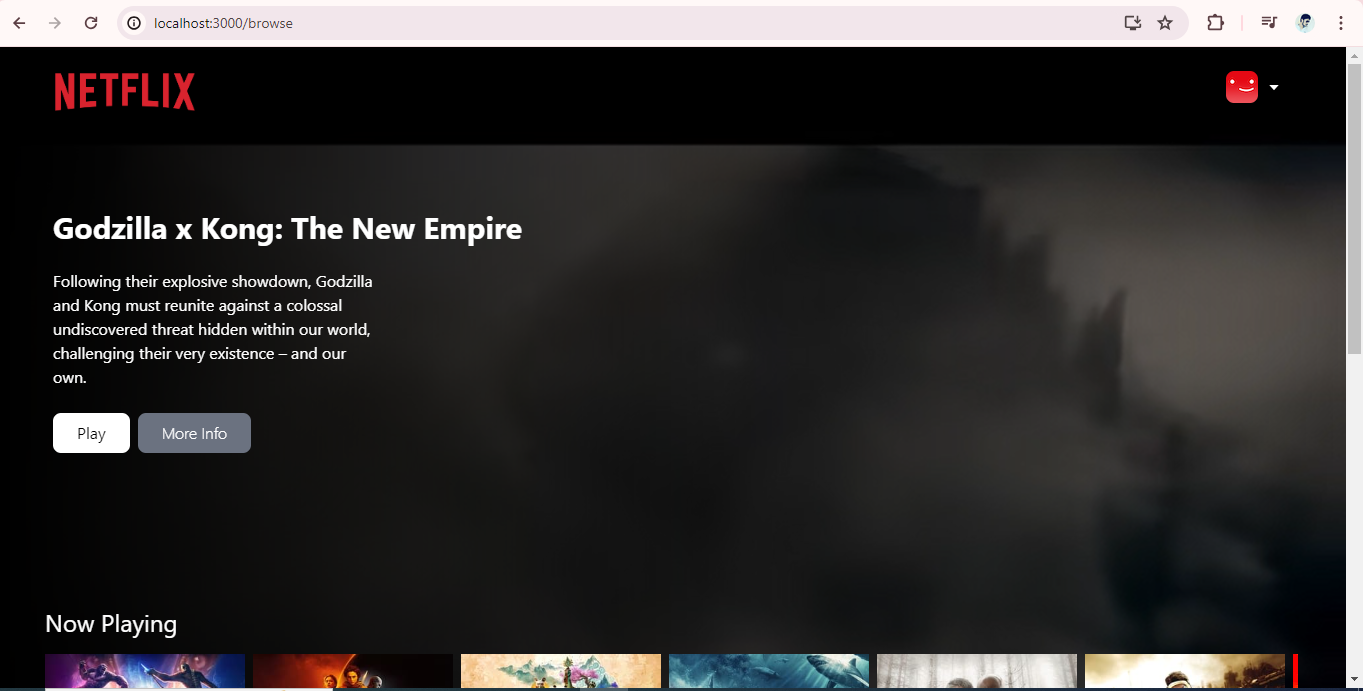 localhost:3000/browse
NETFLIX
Godzilla x Kong: The New Empire
Following their explosive showdown, Godzilla
and Kong must reunite against a colossal
undiscovered threat hidden within our world,
challenging their very existence – and our
own.
Play
More Info
Now Playing